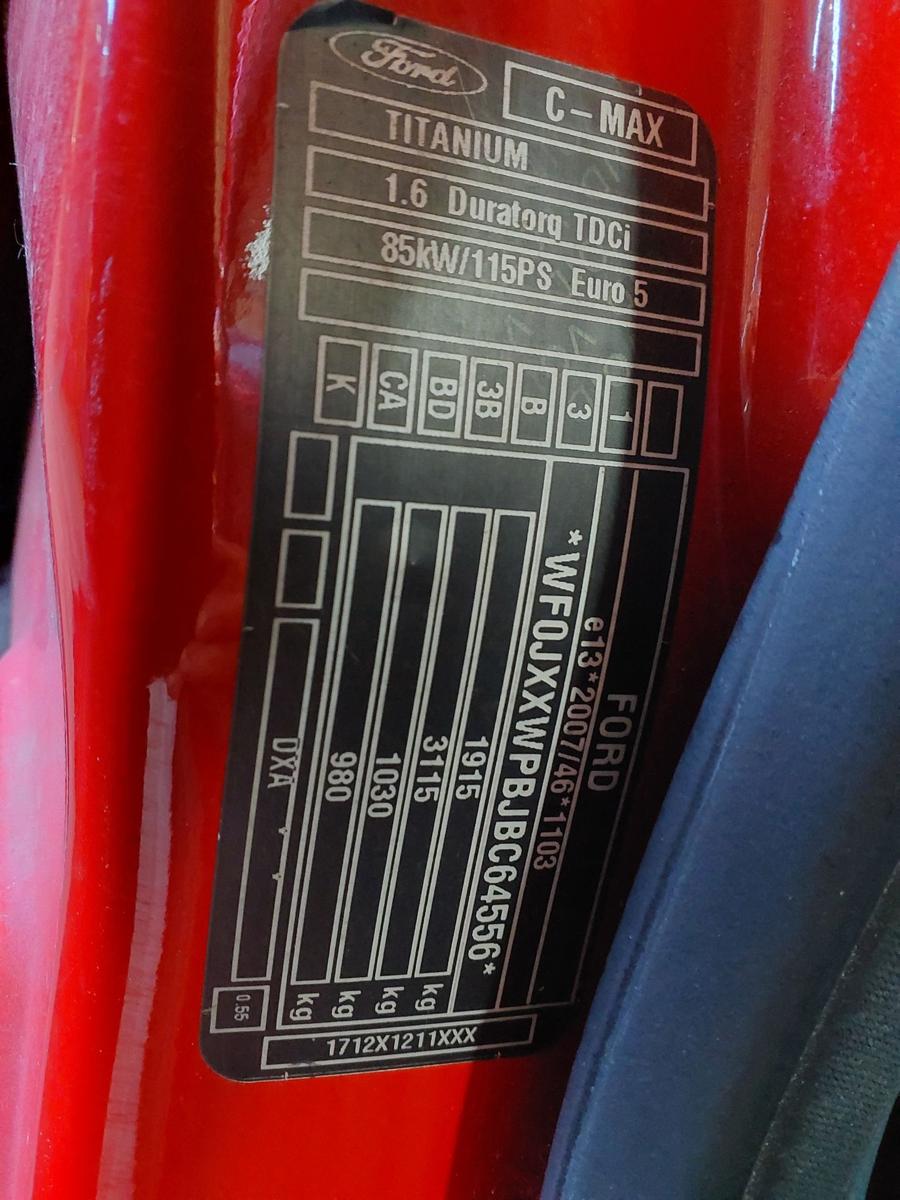 Ford
C-MAX
TITANIUM
1.6 Duratorq TDCi
85kW/115PS Euro 5
1
3
B
3B
BD
CA
K
FORD
e13*2007/46*1103
*WF0JXXWPBJBC64556*
1915 kg
3115 kg
1030 kg
980 kg
DXA
0.55
1712X1211XXX